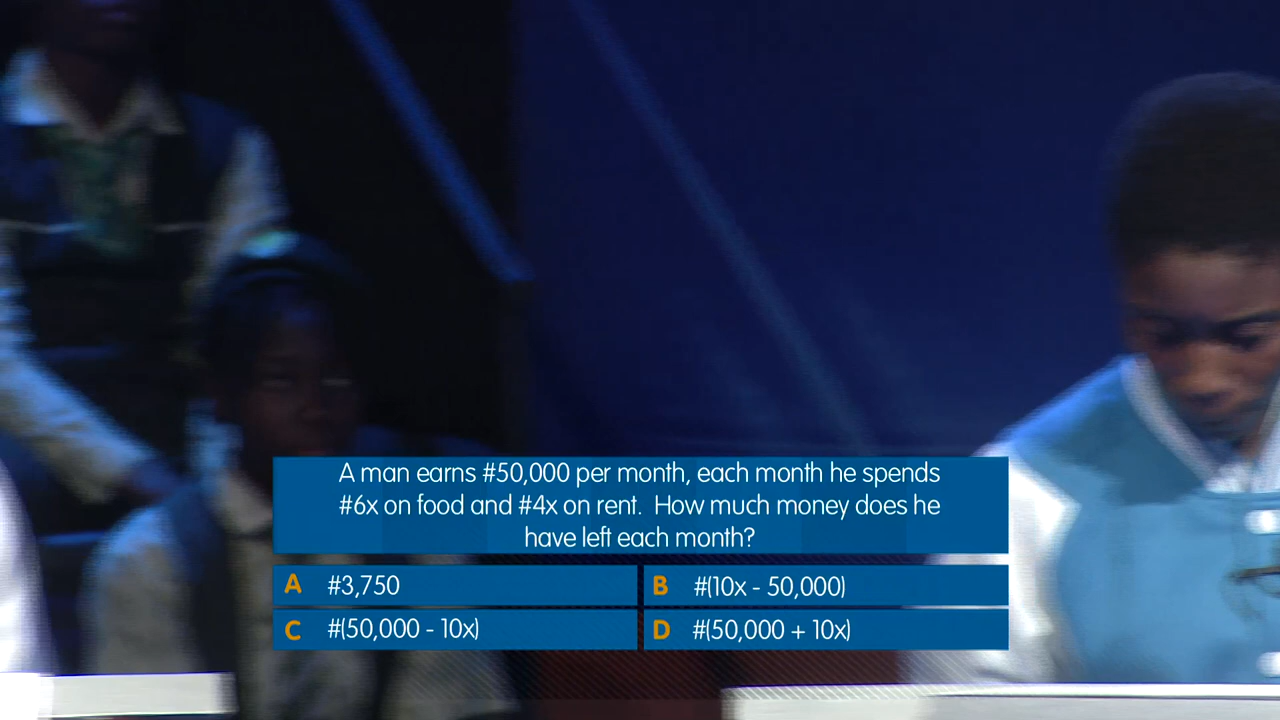 A man earns #50,000 per month, each month he spends
#6x on food and #4x on rent. How much money does he
have left each month?
A #3,750
B #(10x - 50,000)
C #(50,000 - 10x)
D #(50,000 + 10x)